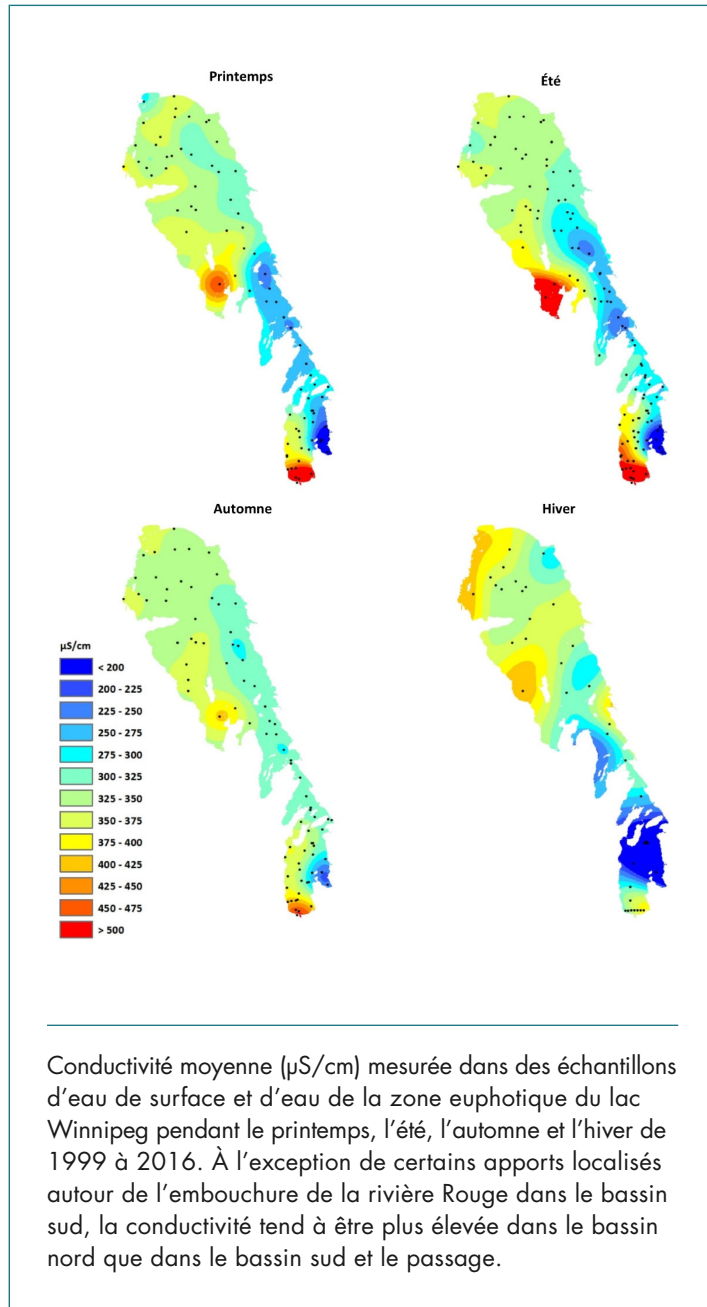 Printemps
Été
Automne
Hiver
µS/cm
< 200
200 - 225
225 - 250
250 - 275
275 - 300
300 - 325
325 - 350
350 - 375
375 - 400
400 - 425
425 - 450
450 - 475
> 500
Conductivité moyenne (µS/cm) mesurée dans des échantillons
d’eau de surface et d’eau de la zone euphotique du lac
Winnipeg pendant le printemps, l’été, l’automne et l’hiver de
1999 à 2016. À l’exception de certains apports localisés
autour de l’embouchure de la rivière Rouge dans le bassin
sud, la conductivité tend à être plus élevée dans le bassin
nord que dans le bassin sud et le passage.